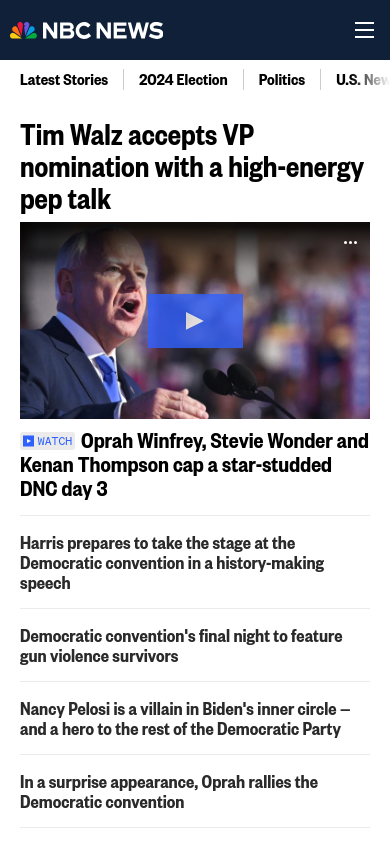 NBC NEWS
Latest Stories
2024 Election
Politics
U.S. New
Tim Walz accepts VP
nomination with a high-energy
pep talk
WATCH Oprah Winfrey, Stevie Wonder and
Kenan Thompson cap a star-studded
DNC day 3
Harris prepares to take the stage at the
Democratic convention in a history-making
speech
Democratic convention's final night to feature
gun violence survivors
Nancy Pelosi is a villain in Biden's inner circle —
and a hero to the rest of the Democratic Party
In a surprise appearance, Oprah rallies the
Democratic convention